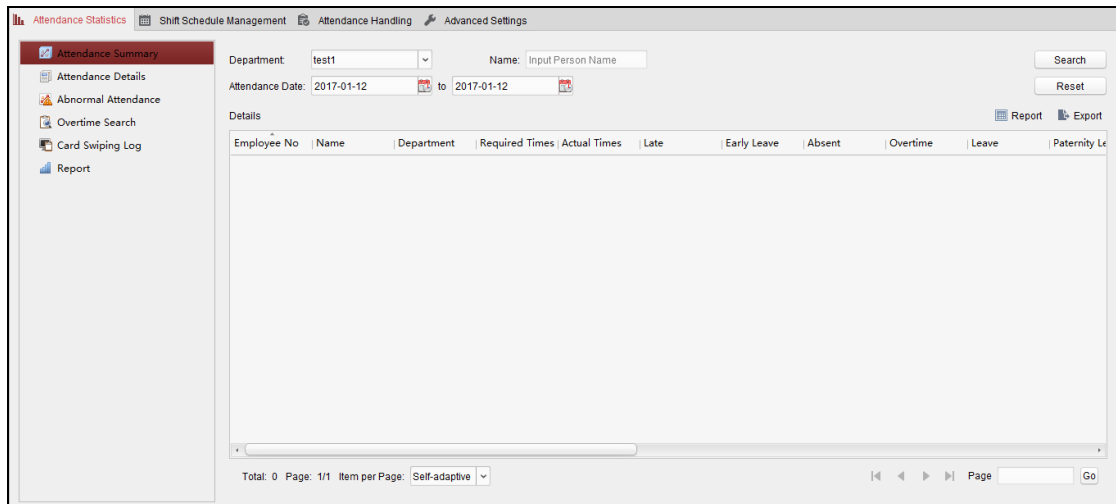 Attendance Statistics Shift Schedule Management Attendance Handling Advanced Settings
Attendance Summary
Attendance Details
Abnormal Attendance
Overtime Search
Card Swiping Log
Report
Department: test1 Name: Input Person Name Search
Attendance Date: 2017-01-12 to 2017-01-12 Reset
Details Report Export
Employee No Name Department Required Times Actual Times Late Early Leave Absent Overtime Leave Paternity Le
Total: 0 Page: 1/1 Item per Page: Self-adaptive Page Go